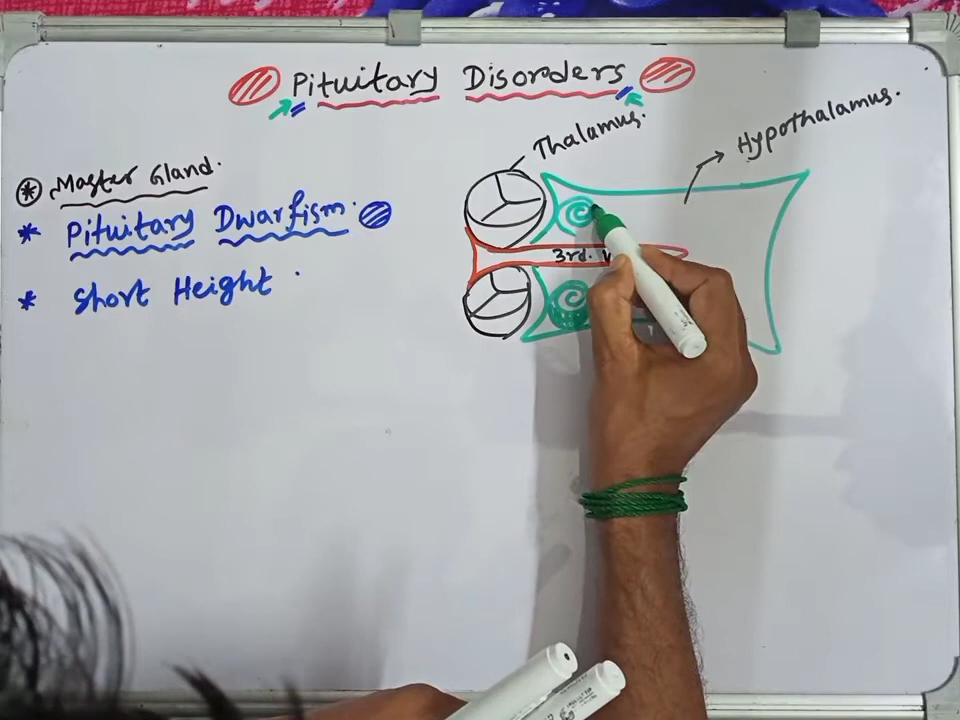 Pituitary Disorders
Thalamus.
Hypothalamus.
Master Gland.
* Pituitary Dwarfism.
* Short Height
3rd.